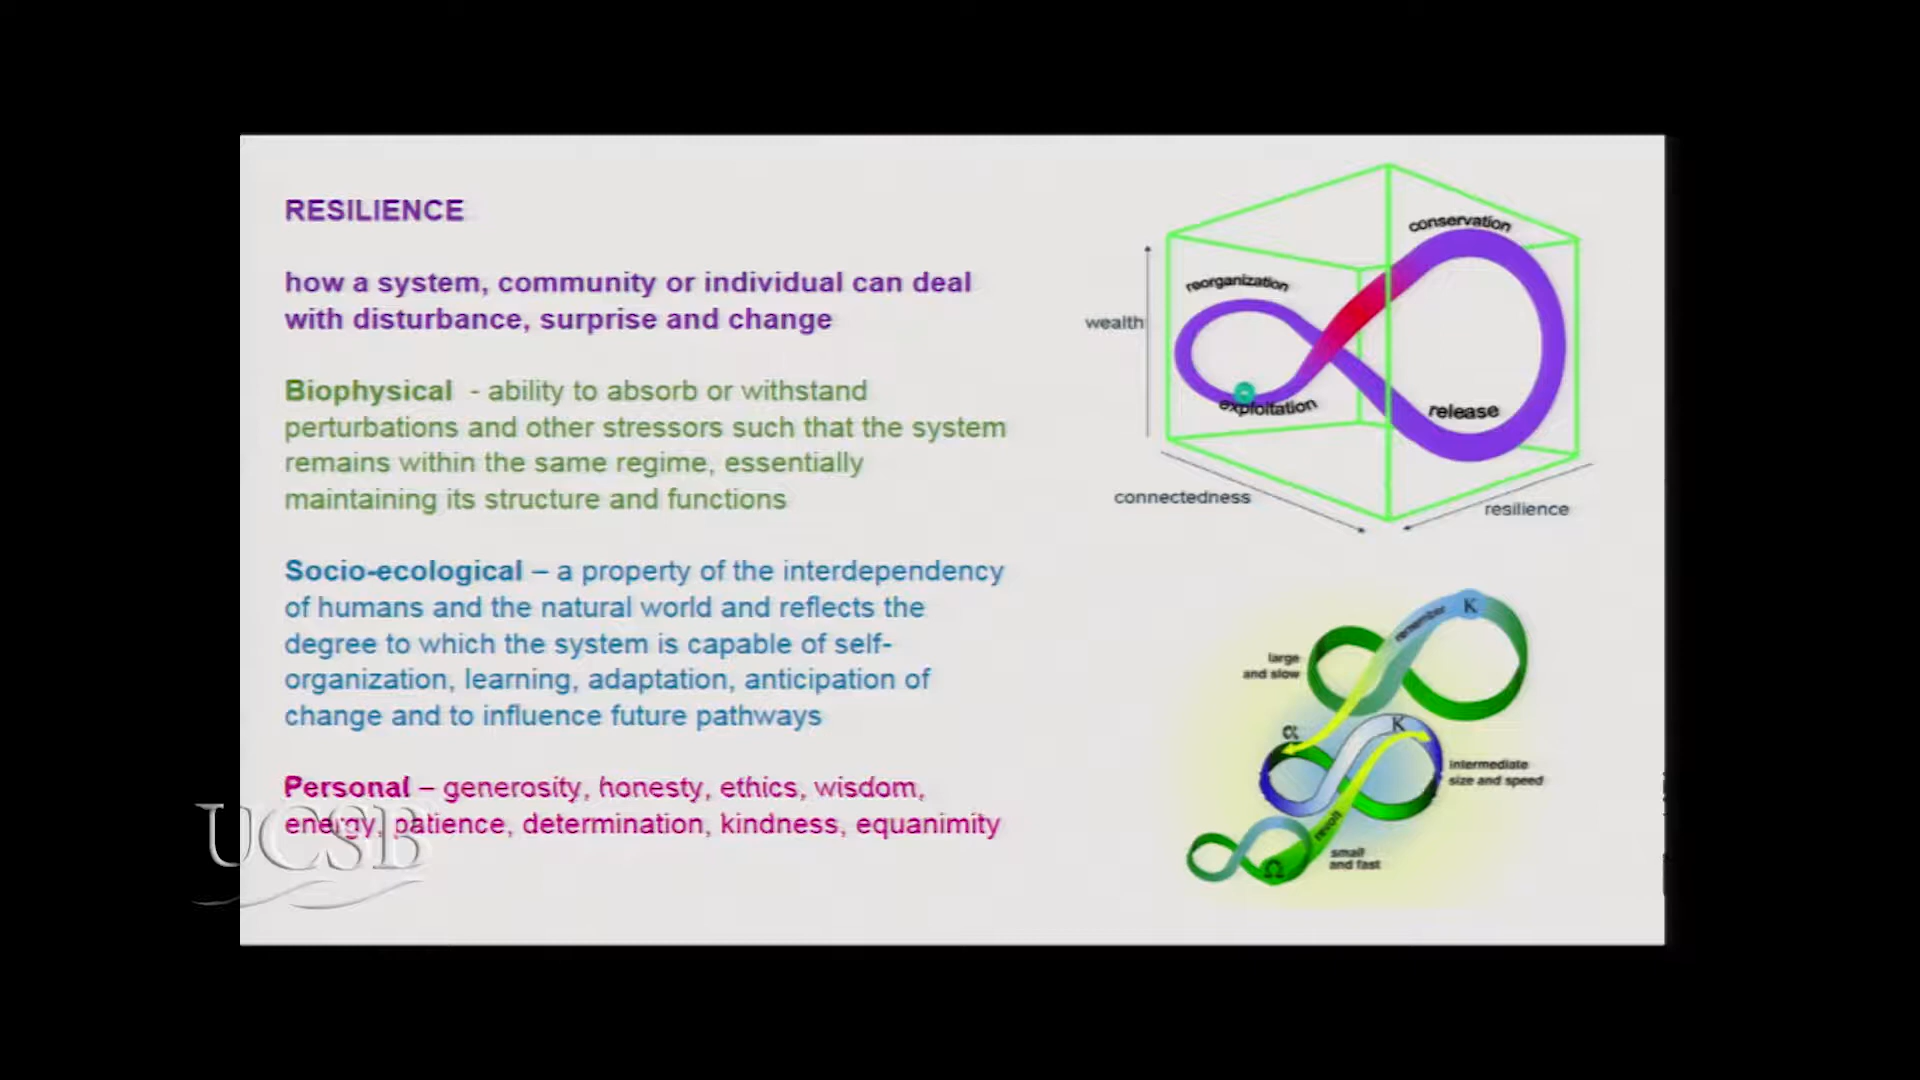 RESILIENCE
how a system, community or individual can deal
with disturbance, surprise and change
Biophysical - ability to absorb or withstand
perturbations and other stressors such that the system
remains within the same regime, essentially
maintaining its structure and functions
Socio-ecological – a property of the interdependency
of humans and the natural world and reflects the
degree to which the system is capable of self-
organization, learning, adaptation, anticipation of
change and to influence future pathways
Personal – generosity, honesty, ethics, wisdom,
energy, patience, determination, kindness, equanimity
UCSB
conservation
reorganization
wealth
exploitation
release
connectedness
resilience
K
remember
large
and slow
α
K
intermediate
size and speed
revolt
small
and fast
Ω